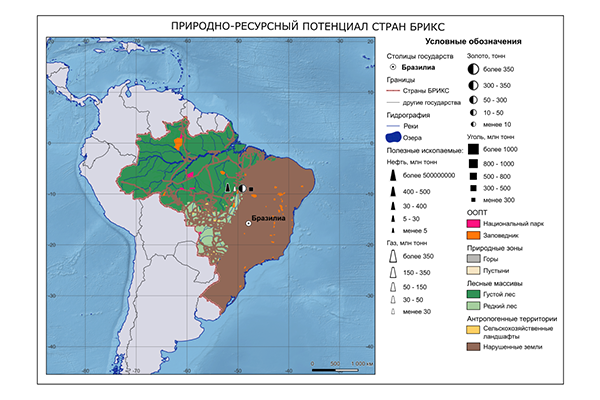 ПРИРОДНО-РЕСУРСНЫЙ ПОТЕНЦИАЛ СТРАН БРИКС
Бразилиа
0 500 1 000 км
Условные обозначения
Столицы государств
Бразилиа
Границы
Страны БРИКС
другие государства
Гидрография
Реки
Озера
Полезные ископаемые:
Нефть, млн тонн
более 500000000
400 - 500
30 - 400
5 - 30
менее 5
Газ, млн тонн
более 350
150 - 350
50 - 150
30 - 50
менее 30
Золото, тонн
более 350
300 - 350
50 - 300
10 - 50
менее 10
Уголь, млн тонн
более 1000
800 - 1000
500 - 800
300 - 500
менее 300
ООПТ
Национальный парк
Заповедник
Природные зоны
Горы
Пустыни
Лесные массивы
Густой лес
Редкий лес
Антропогенные территории
Сельскохозяйственные
ландшафты
Нарушенные земли